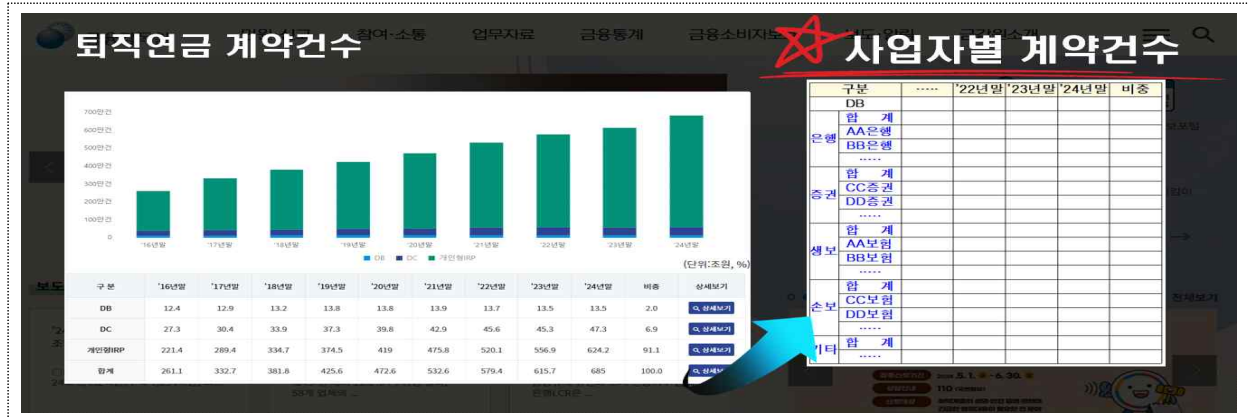 퇴직연금 계약건수
참여·소통 업무자료 금융통계
사업자별 계약건수
700만건
600만건
500만건
400만건
300만건
200만건
100만건
0
'16년말 '17년말 '18년말 '19년말 '20년말 '21년말 '22년말 '23년말 '24년말
DB DC 개인형IRP
(단위:조원, %)
구 분 '16년말 '17년말 '18년말 '19년말 '20년말 '21년말 '22년말 '23년말 '24년말 비중 상세보기
DB 12.4 12.9 13.2 13.8 13.8 13.9 13.7 13.5 13.5 2.0 상세보기
DC 27.3 30.4 33.9 37.3 39.8 42.9 45.6 45.3 47.3 6.9 상세보기
개인형IRP 221.4 289.4 334.7 374.5 419 475.8 520.1 556.9 624.2 91.1 상세보기
합계 261.1 332.7 381.8 425.6 472.6 532.6 579.4 615.7 685 100.0
구분 ····· '22년말 '23년말 '24년말 비중
DB
은행 합 계
AA은행
BB은행
·····
증권 합 계
CC증권
DD증권
·····
생보 합 계
AA보험
BB보험
·····
손보 합 계
CC보험
DD보험
·····
기타 합 계
·····
전체보기
5. 1. ~ 6. 30.
110